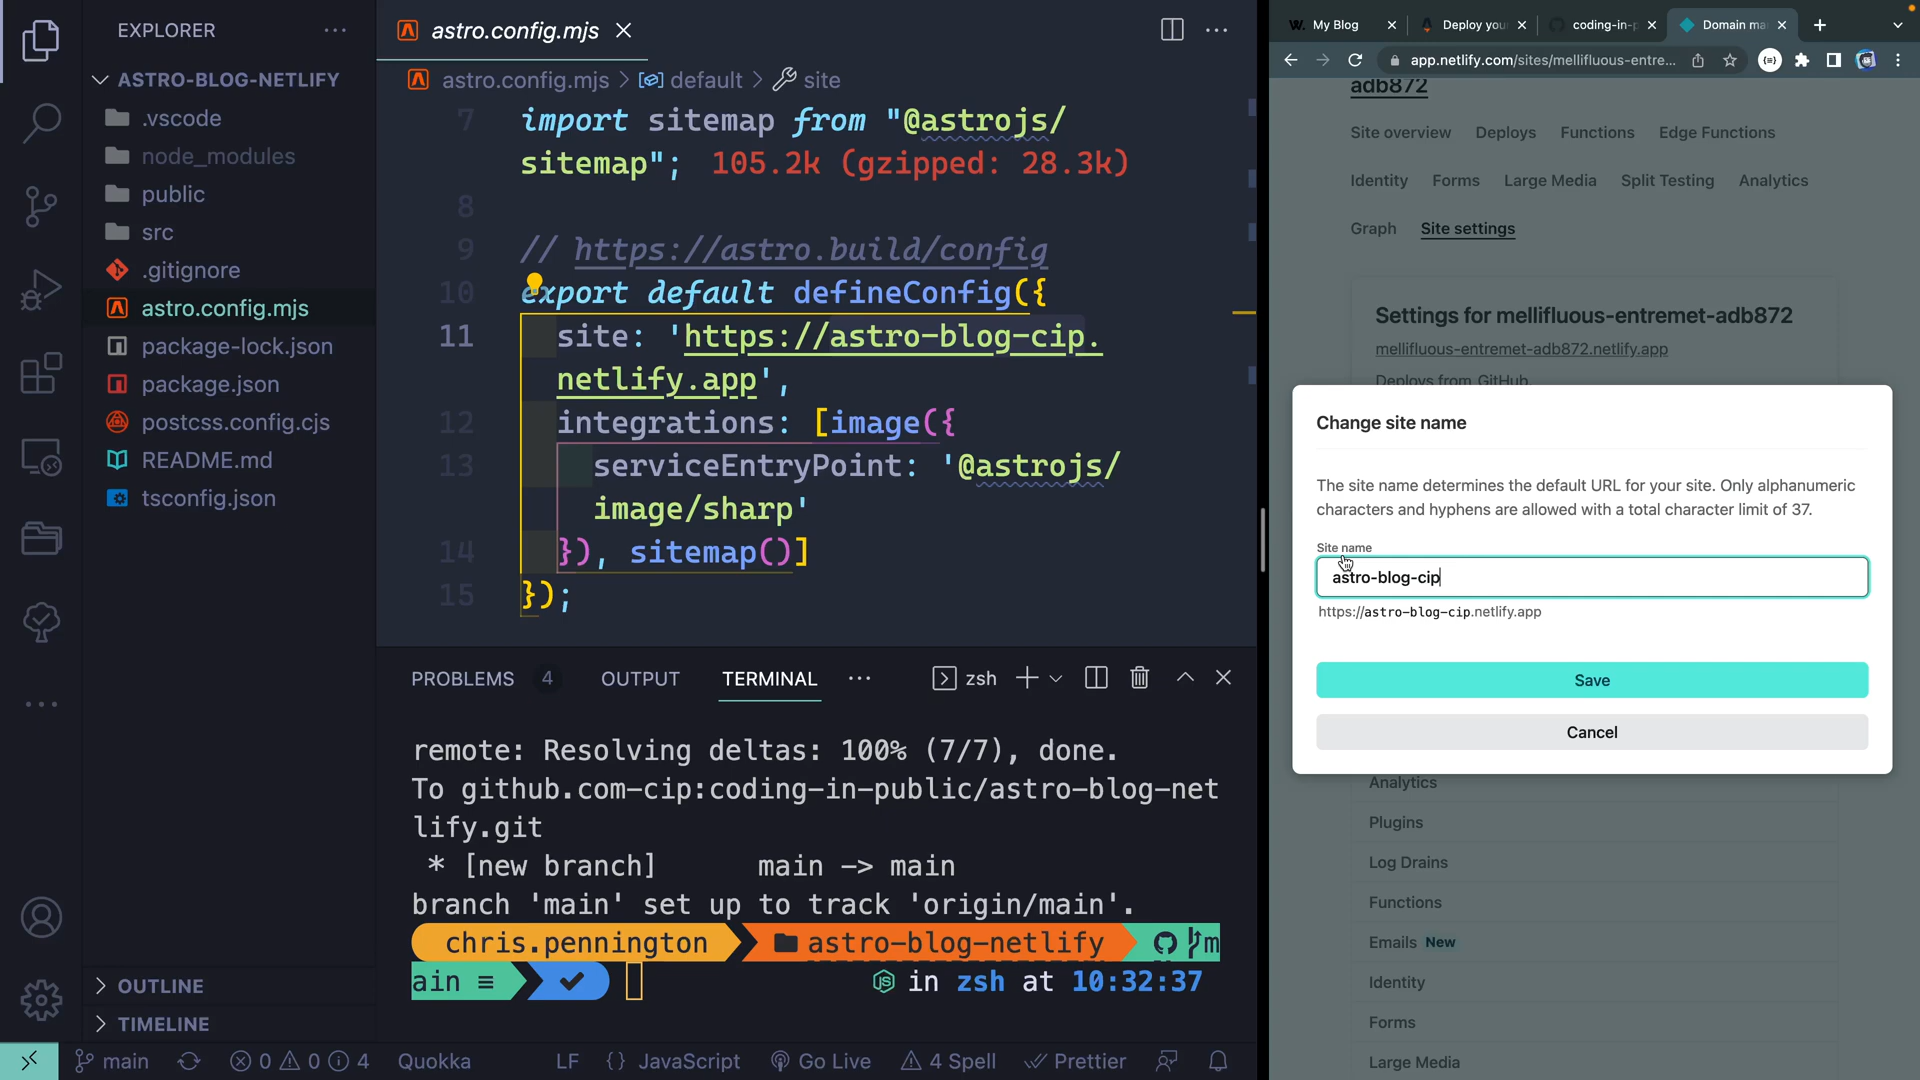 EXPLORER
ASTRO-BLOG-NETLIFY
.vscode
node_modules
public
src
.gitignore
astro.config.mjs
package-lock.json
package.json
postcss.config.cjs
README.md
tsconfig.json
OUTLINE
TIMELINE
astro.config.mjs
astro.config.mjs > default > site
7 import sitemap from "@astrojs/
sitemap"; 105.2k (gzipped: 28.3k)
8
9 // https://astro.build/config
10 export default defineConfig({
11 site: 'https://astro-blog-cip.
netlify.app',
12 integrations: [image({
13 serviceEntryPoint: '@astrojs/
image/sharp'
14 }), sitemap()]
15 });
PROBLEMS 4 OUTPUT TERMINAL zsh
remote: Resolving deltas: 100% (7/7), done.
To github.com-cip:coding-in-public/astro-blog-net
lify.git
* [new branch] main -> main
branch 'main' set up to track 'origin/main'.
chris.pennington astro-blog-netlify m
ain in zsh at 10:32:37
main 0 0 4 Quokka LF {} JavaScript Go Live 4 Spell Prettier
My Blog Deploy you coding-in-p Domain ma
app.netlify.com/sites/mellifluous-entre...
adb872
Site overview Deploys Functions Edge Functions
Identity Forms Large Media Split Testing Analytics
Graph Site settings
Settings for mellifluous-entremet-adb872
mellifluous-entremet-adb872.netlify.app
Deploys from GitHub.
Change site name
The site name determines the default URL for your site. Only alphanumeric
characters and hyphens are allowed with a total character limit of 37.
Site name
astro-blog-cip
https://astro-blog-cip.netlify.app
Save
Cancel
Analytics
Plugins
Log Drains
Functions
Emails New
Identity
Forms
Large Media